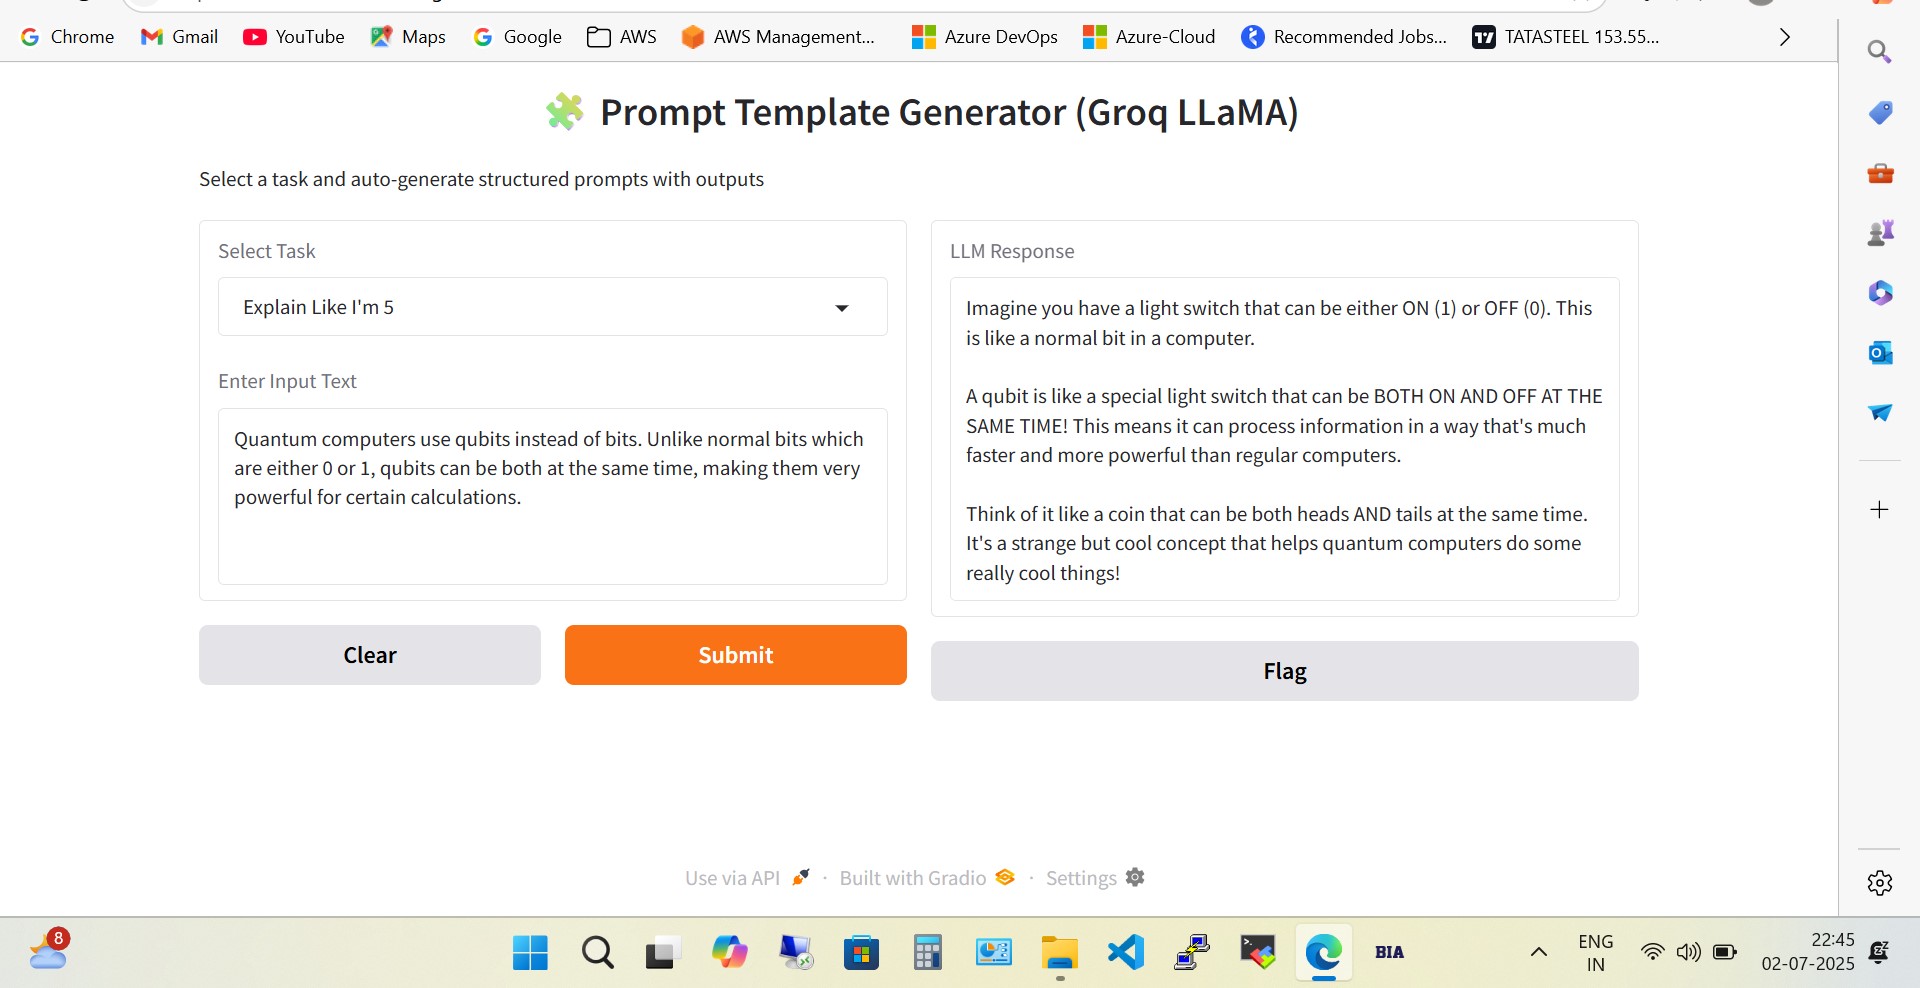 Chrome
Gmail
YouTube
Maps
Google
AWS
AWS Management...
Azure DevOps
Azure-Cloud
Recommended Jobs...
TATASTEEL 153.55...
Prompt Template Generator (Groq LLaMA)
Select a task and auto-generate structured prompts with outputs
Select Task
Explain Like I'm 5
Enter Input Text
Quantum computers use qubits instead of bits. Unlike normal bits which
are either 0 or 1, qubits can be both at the same time, making them very
powerful for certain calculations.
Clear
Submit
LLM Response
Imagine you have a light switch that can be either ON (1) or OFF (0). This
is like a normal bit in a computer.
A qubit is like a special light switch that can be BOTH ON AND OFF AT THE
SAME TIME! This means it can process information in a way that's much
faster and more powerful than regular computers.
Think of it like a coin that can be both heads AND tails at the same time.
It's a strange but cool concept that helps quantum computers do some
really cool things!
Flag
Use via API · Built with Gradio · Settings
8
BIA
ENG
IN
22:45
02-07-2025